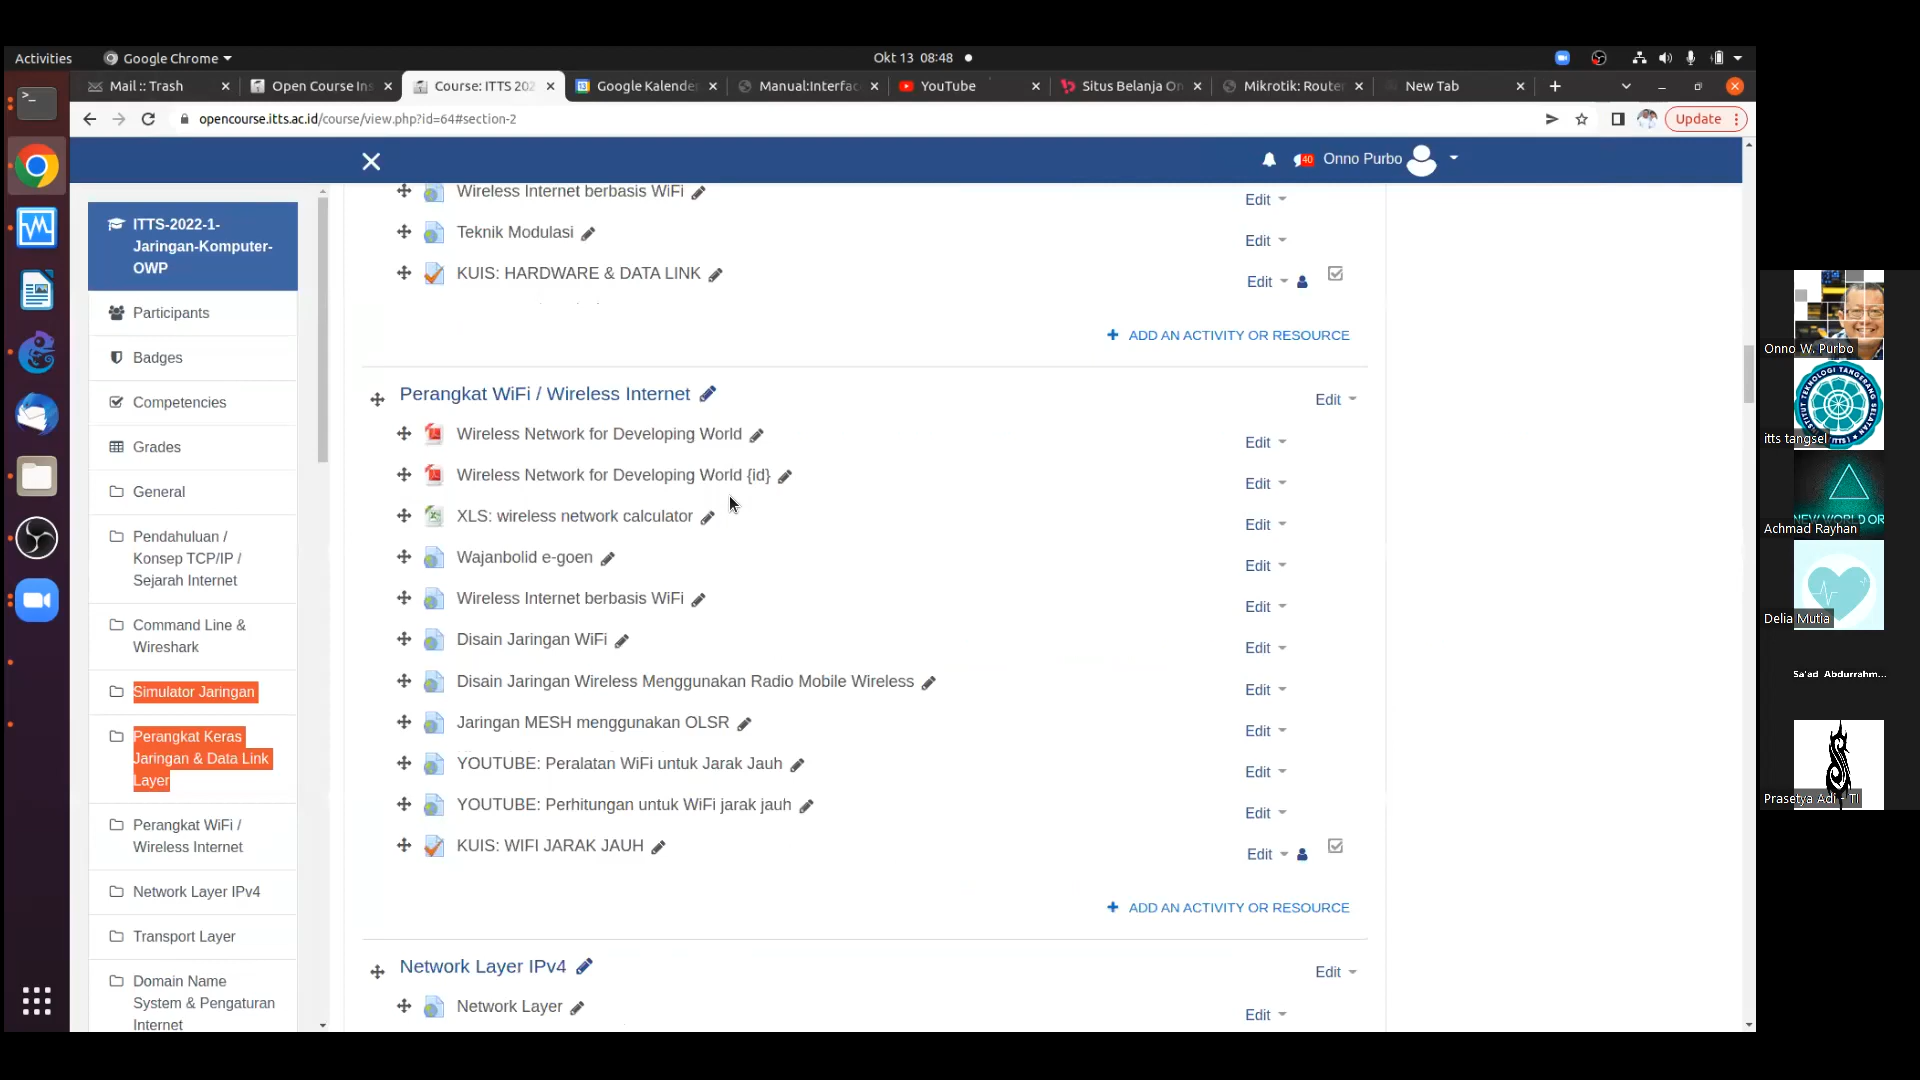 Activities
Google Chrome
Okt 13 08:48
Mail :: Trash
Open Course Ins
Course: ITTS 202
Google Kalende
Manual:Interfac
YouTube
Situs Belanja On
Mikrotik: Router
New Tab
opencourse.itts.ac.id/course/view.php?id=64#section-2
Update
40
Onno Purbo
ITTS-2022-1-
Jaringan-Komputer-
OWP
Participants
Badges
Competencies
Grades
General
Pendahuluan /
Konsep TCP/IP /
Sejarah Internet
Command Line &
Wireshark
Simulator Jaringan
Perangkat Keras
Jaringan & Data Link
Layer
Perangkat WiFi /
Wireless Internet
Network Layer IPv4
Transport Layer
Domain Name
System & Pengaturan
Internet
Wireless Internet berbasis WiFi
Edit
Teknik Modulasi
Edit
KUIS: HARDWARE & DATA LINK
Edit
+ ADD AN ACTIVITY OR RESOURCE
Perangkat WiFi / Wireless Internet
Edit
Wireless Network for Developing World
Edit
Wireless Network for Developing World {id}
Edit
XLS: wireless network calculator
Edit
Wajanbolid e-goen
Edit
Wireless Internet berbasis WiFi
Edit
Disain Jaringan WiFi
Edit
Disain Jaringan Wireless Menggunakan Radio Mobile Wireless
Edit
Jaringan MESH menggunakan OLSR
Edit
YOUTUBE: Peralatan WiFi untuk Jarak Jauh
Edit
YOUTUBE: Perhitungan untuk WiFi jarak jauh
Edit
KUIS: WIFI JARAK JAUH
Edit
+ ADD AN ACTIVITY OR RESOURCE
Network Layer IPv4
Edit
Network Layer
Edit
Onno W. Purbo
itts tangsel
NEW WORLD OR
Achmad Rayhan
Delia Mutia
Sa'ad Abdurrahm...
Prasetya Adi - TI